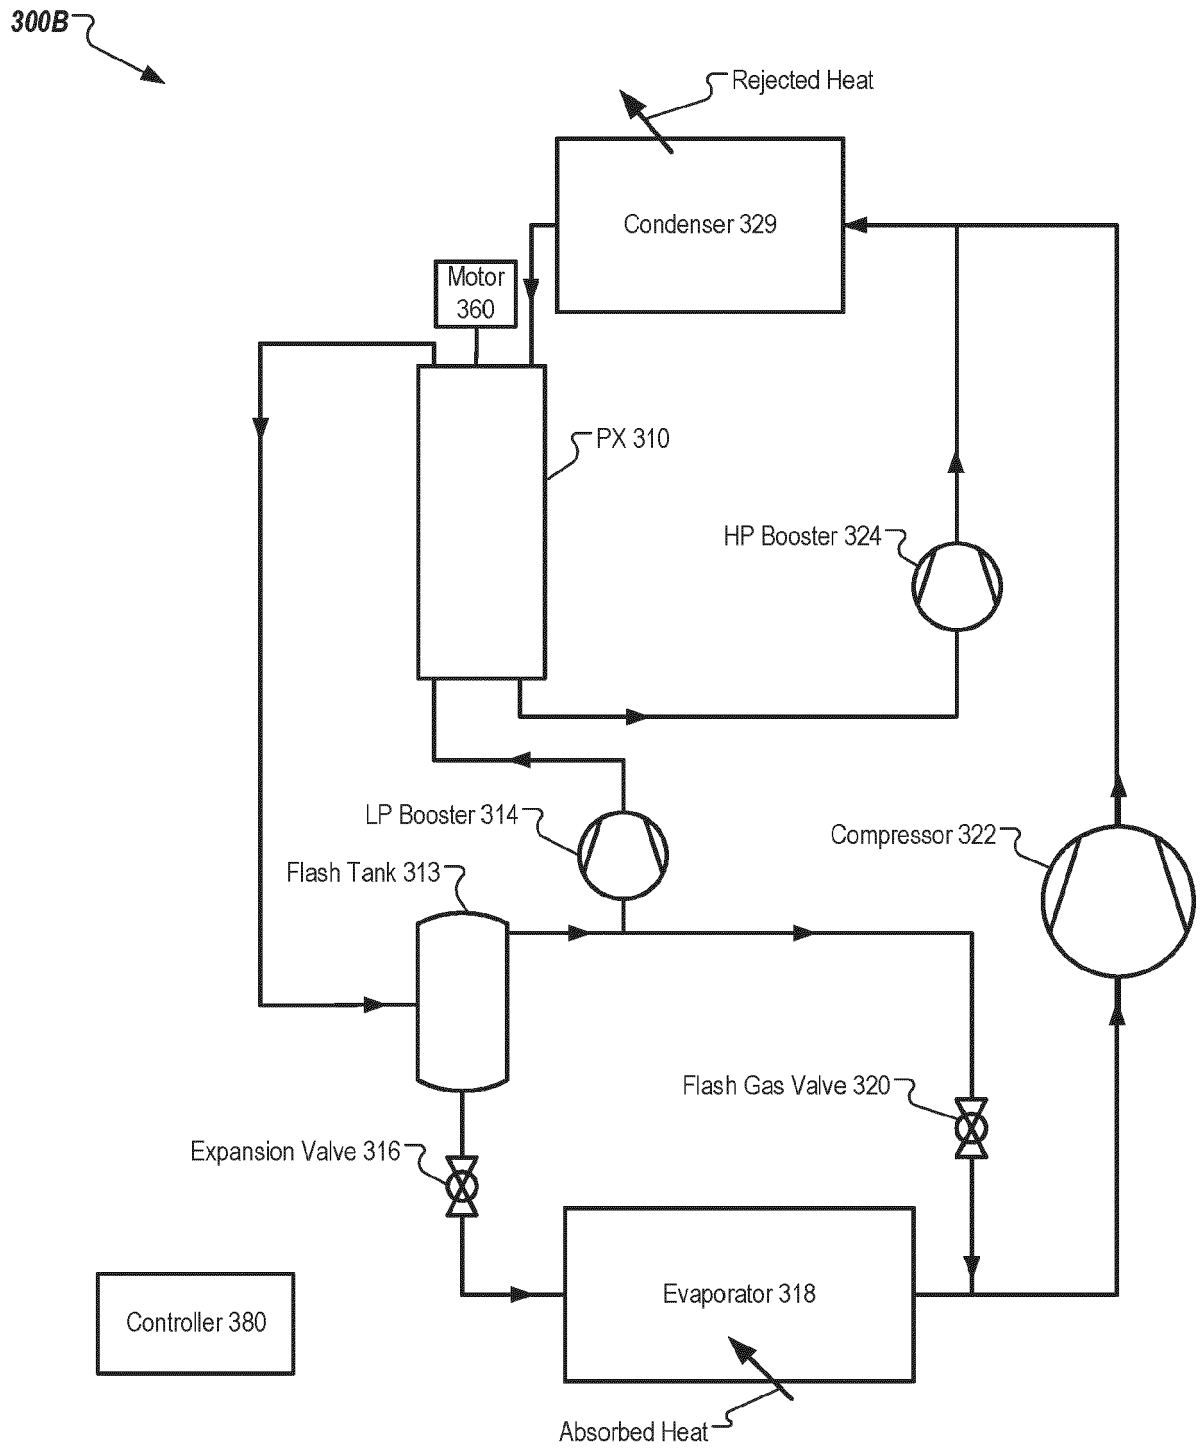 300B
Rejected Heat
Condenser 329
Motor
360
PX 310
HP Booster 324
LP Booster 314
Compressor 322
Flash Tank 313
Flash Gas Valve 320
Expansion Valve 316
Evaporator 318
Controller 380
Absorbed Heat